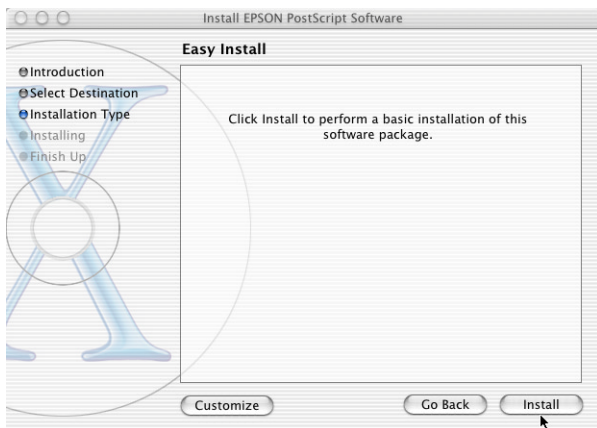 Install EPSON PostScript Software
Easy Install
Introduction
Select Destination
Installation Type
Installing
Finish Up
Click Install to perform a basic installation of this
software package.
Customize
Go Back
Install